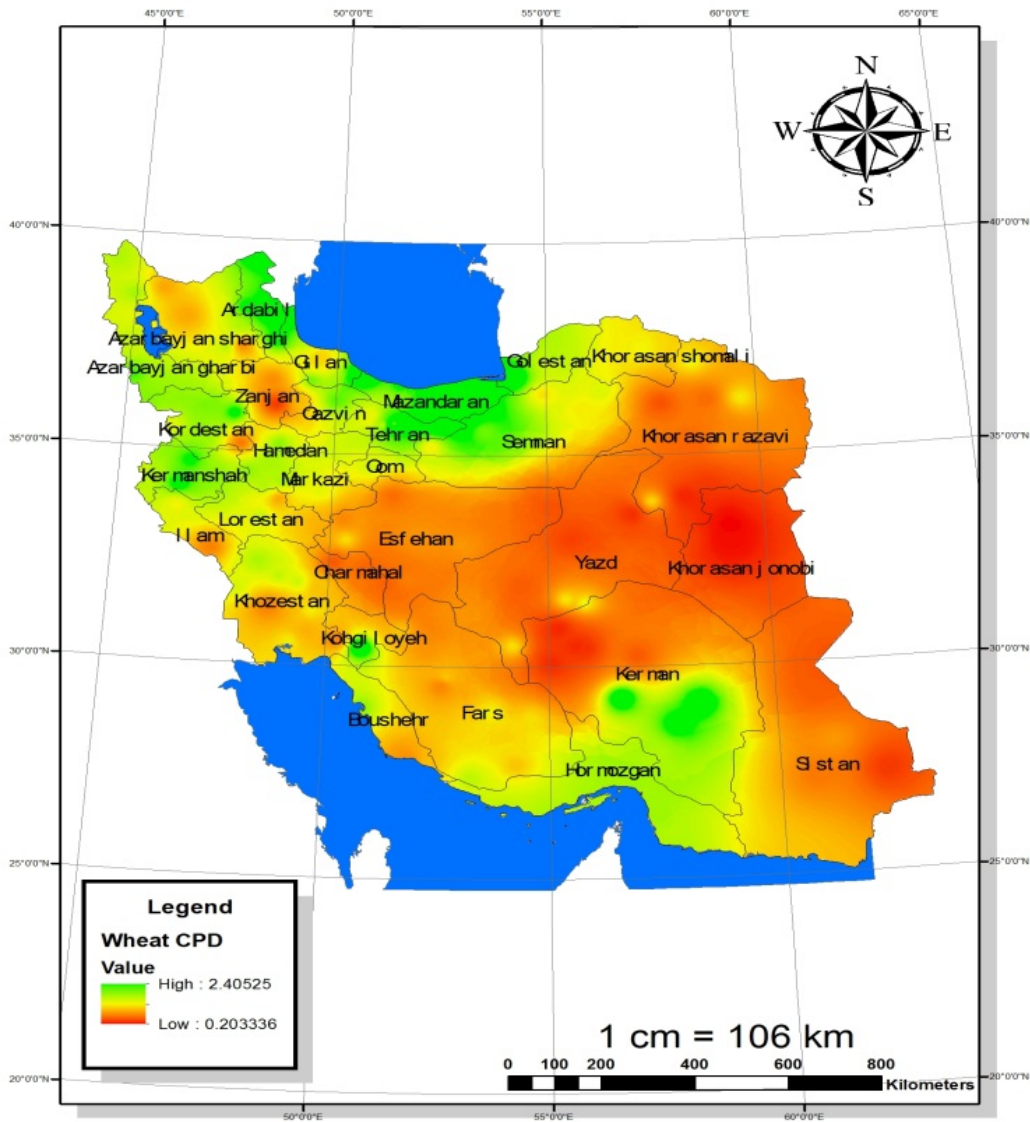 45°0'0"E 50°0'0"E 55°0'0"E 60°0'0"E 65°0'0"E
N
W E
S
40°0'0"N 40°0'0"N
Ardabil
Azarbayjan sharghi
Gilan
Golestan
Khorasan shomali
Azarbayjan gharbi
Zanjan
Mazandaran
Qazvin
Kordestan
Tehran
Khorasan razavi
35°0'0"N 35°0'0"N
Semnan
Hamedan
Qom
Kermanshah
Markazi
Lorestan
Ilam
Esfehan
Yazd
Charmahal
Khorasan jonobi
Khozestan
Kohgiloyeh
30°0'0"N 30°0'0"N
Kerman
Fars
Boushehr
Sistan
Hormozgan
25°0'0"N 25°0'0"N
Legend
Wheat CPD
Value
High : 2.40525
Low : 0.203336
1 cm = 106 km
0 100 200 400 600 800
Kilometers
20°0'0"N 20°0'0"N
50°0'0"E 55°0'0"E 60°0'0"E